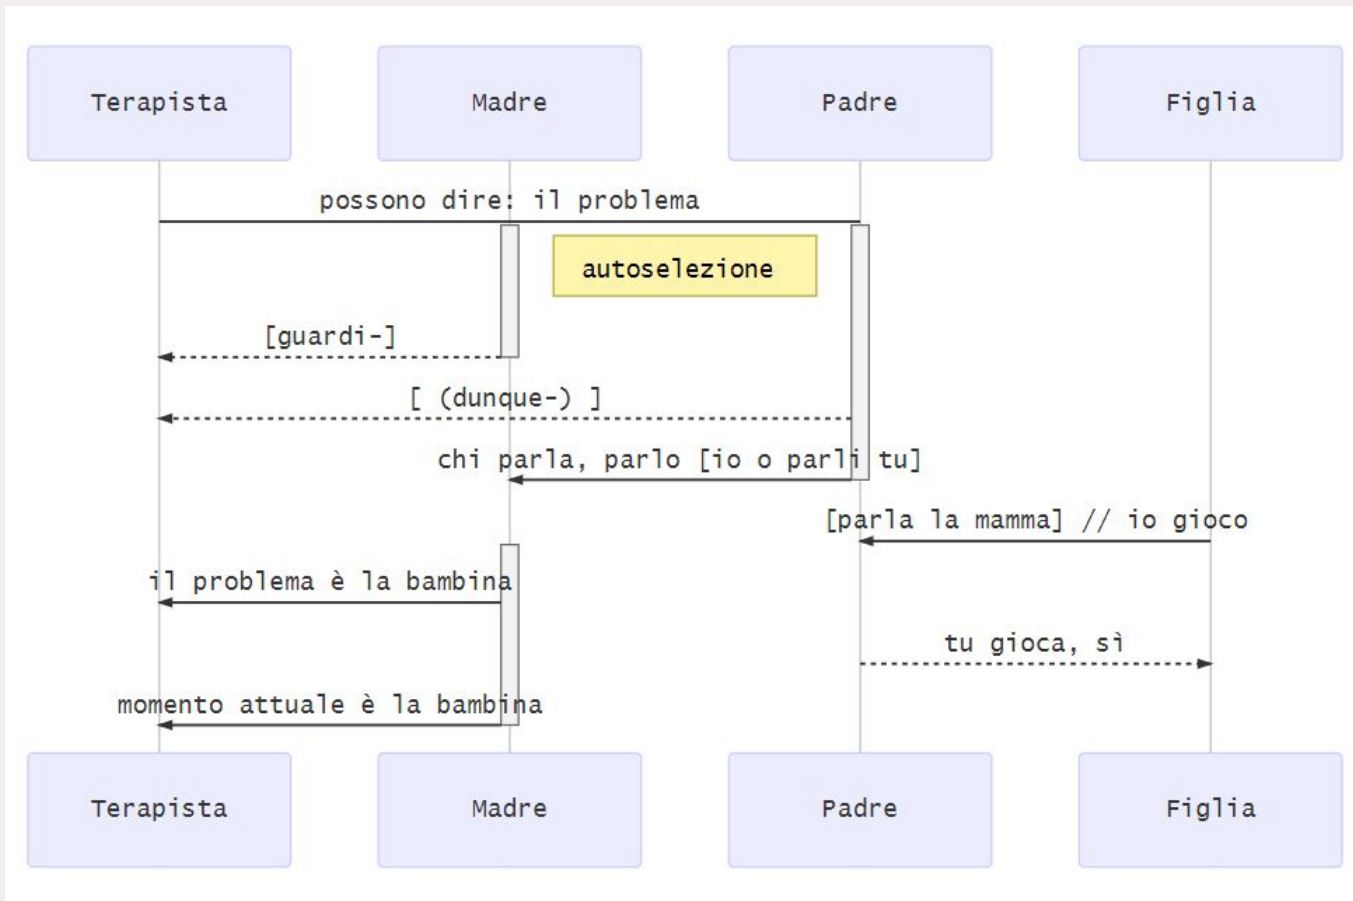 Terapista
Madre
Padre
Figlia
possono dire: il problema
autoselezione
[guardi-]
[ (dunque-) ]
chi parla, parlo [io o parli tu]
[parla la mamma] // io gioco
il problema è la bambina
tu gioca, sì
momento attuale è la bambina
Terapista
Madre
Padre
Figlia